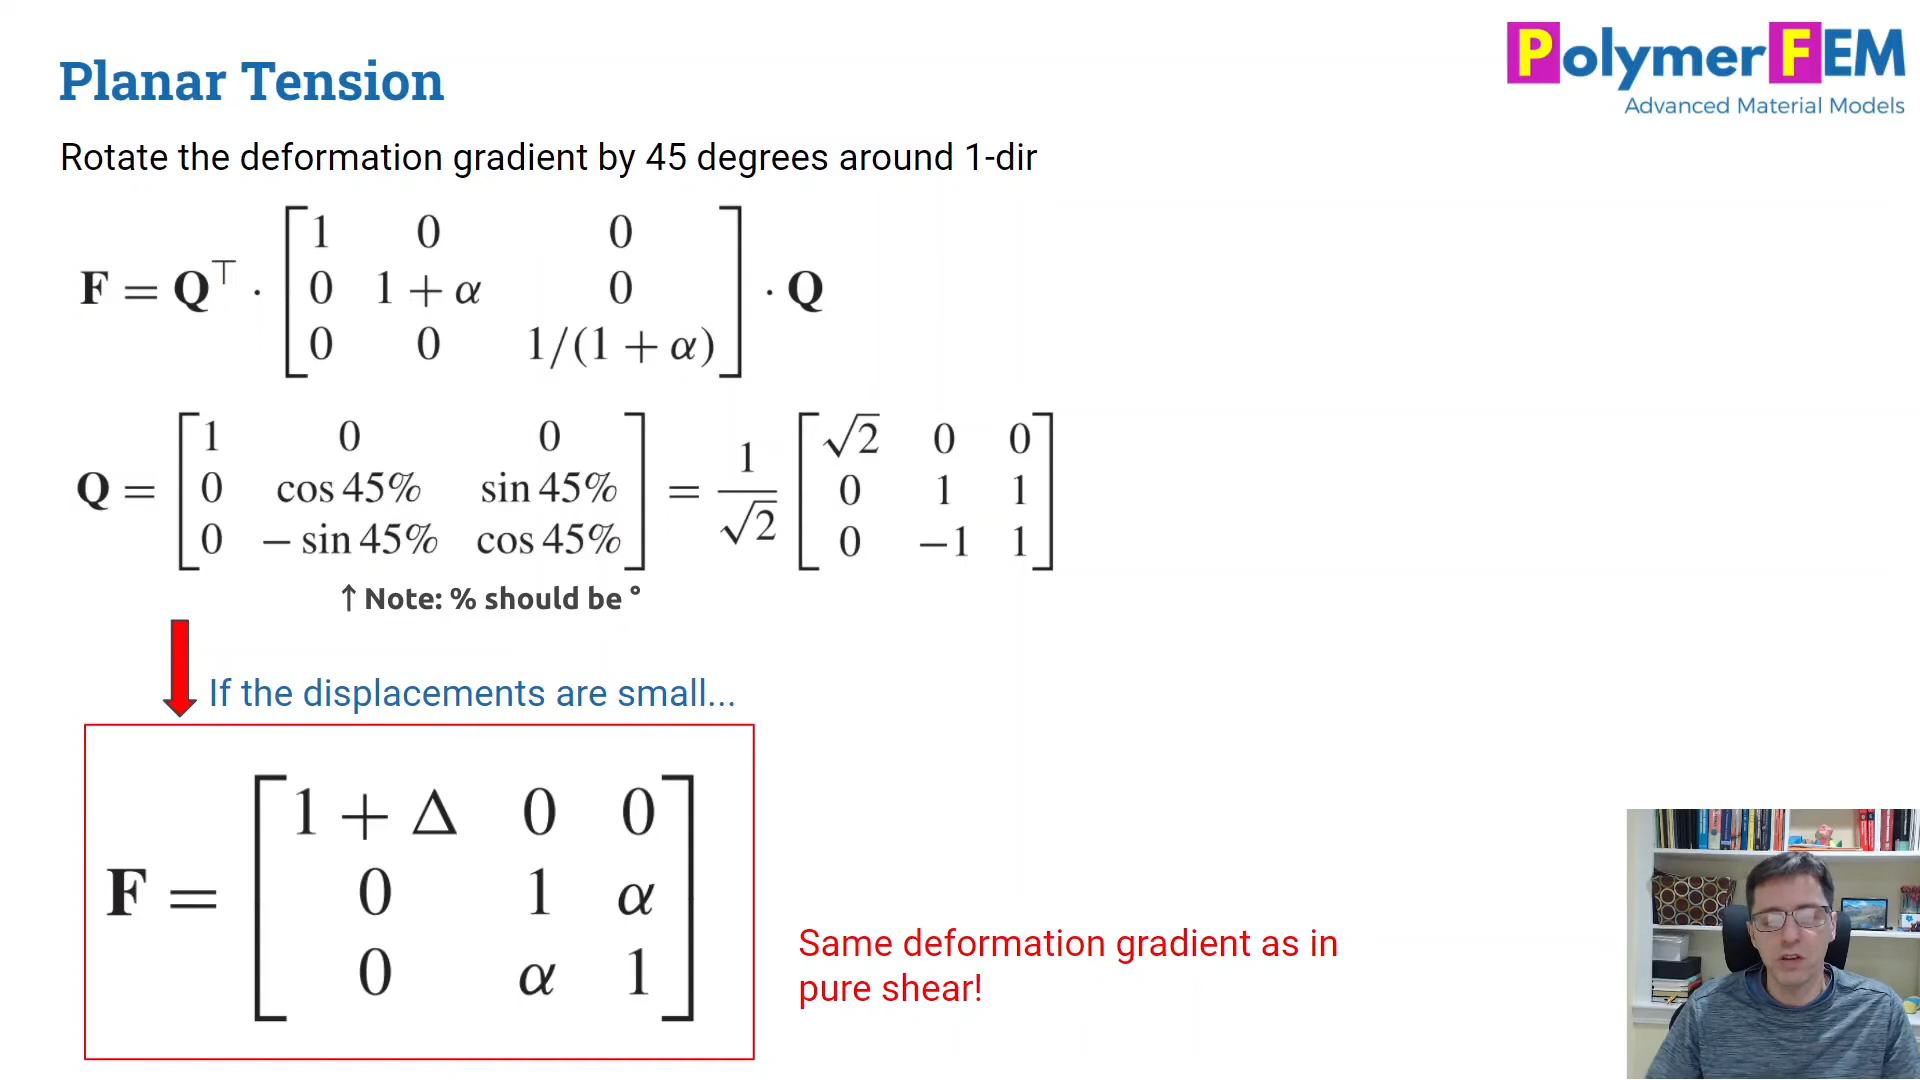 Planar Tension
PolymerFEM
Advanced Material Models
Rotate the deformation gradient by 45 degrees around 1-dir
F = Q⊤ · [ 1 0 0
0 1 + α 0
0 0 1/(1 + α) ] · Q
Q = [ 1 0 0
0 cos 45% sin 45%
0 − sin 45% cos 45% ] = 1/√2 [ √2 0 0
0 1 1
0 −1 1 ]
↑ Note: % should be °
If the displacements are small...
F = [ 1 + Δ 0 0
0 1 α
0 α 1 ]
Same deformation gradient as in
pure shear!